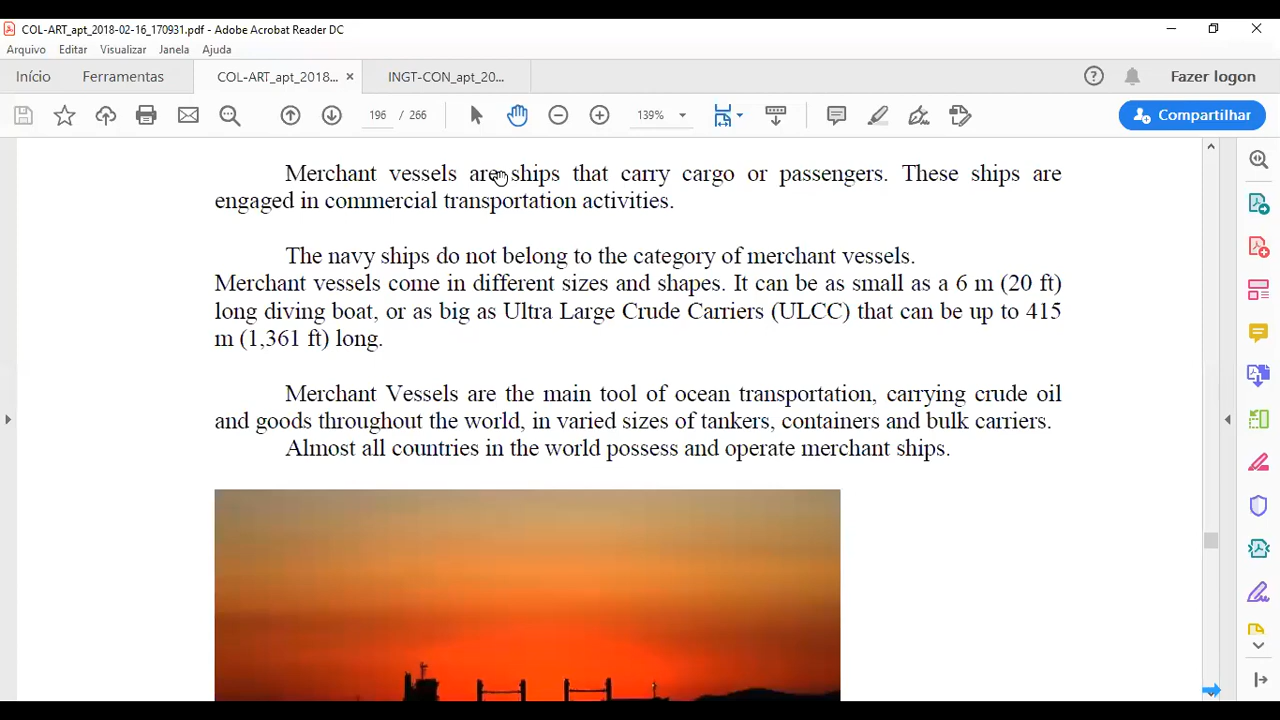 COL-ART_apt_2018-02-16_170931.pdf - Adobe Acrobat Reader DC
Arquivo Editar Visualizar Janela Ajuda
Início Ferramentas COL-ART_apt_2018... × INGT-CON_apt_20... Fazer logon
196 / 266 139% Compartilhar
Merchant vessels are ships that carry cargo or passengers. These ships are
engaged in commercial transportation activities.
The navy ships do not belong to the category of merchant vessels.
Merchant vessels come in different sizes and shapes. It can be as small as a 6 m (20 ft)
long diving boat, or as big as Ultra Large Crude Carriers (ULCC) that can be up to 415
m (1,361 ft) long.
Merchant Vessels are the main tool of ocean transportation, carrying crude oil
and goods throughout the world, in varied sizes of tankers, containers and bulk carriers.
Almost all countries in the world possess and operate merchant ships.